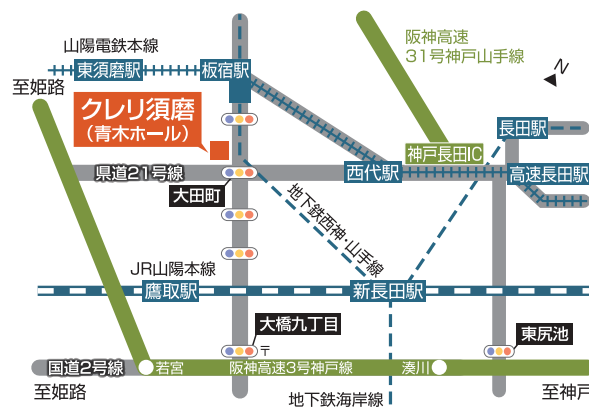 山陽電鉄本線
東須磨駅
板宿駅
阪神高速
31号神戸山手線
N
至姫路
クレリ須磨
（青木ホール）
長田駅
神戸長田IC
県道21号線
西代駅
高速長田駅
大田町
地下鉄西神・山手線
JR山陽本線
鷹取駅
新長田駅
大橋九丁目
東尻池
〒
国道2号線
若宮
阪神高速3号神戸線
湊川
至姫路
地下鉄海岸線
至神戸